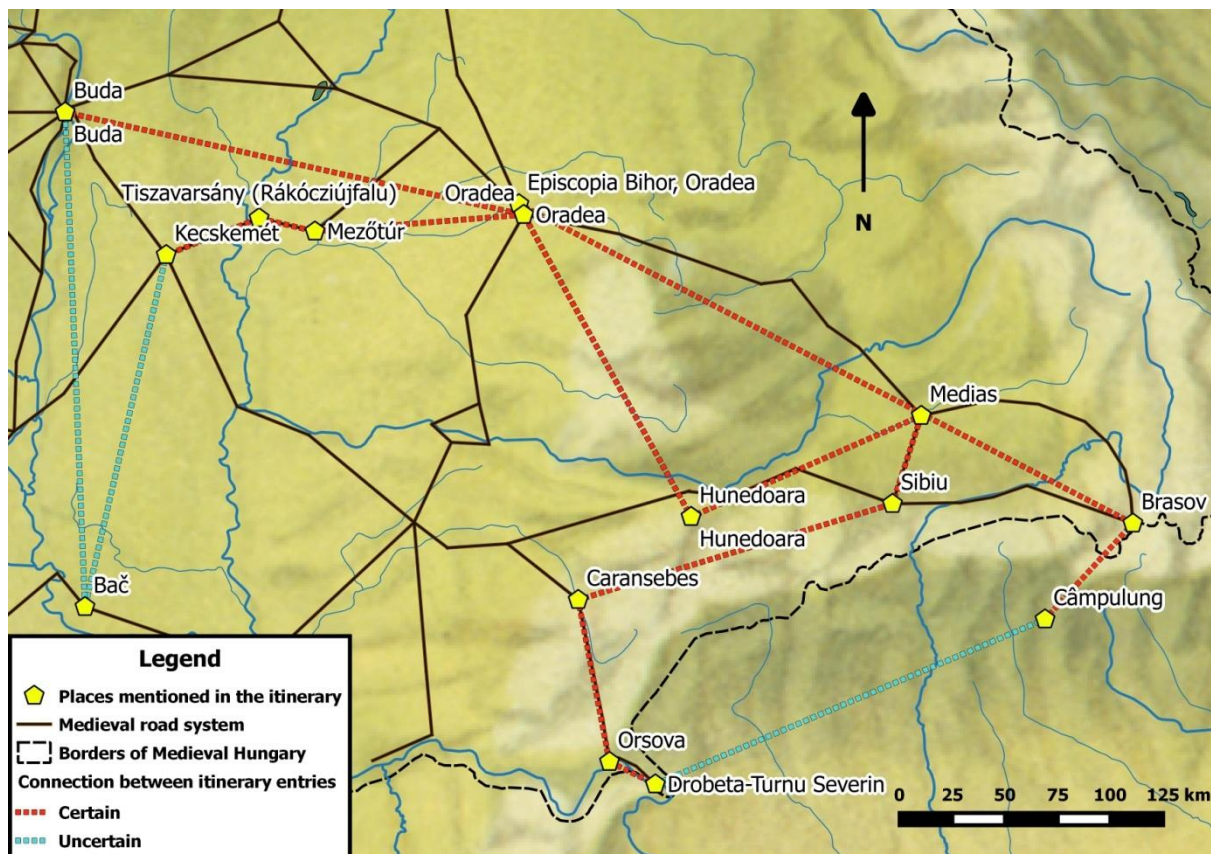 Buda
Buda
Tiszavarsány (Rákócziújfalu)
Oradea
Episcopia Bihor, Oradea
Oradea
Kecskemét
Mezőtúr
N
Medias
Hunedoara
Sibiu
Brasov
Hunedoara
Caransebes
Bač
Câmpulung
Orsova
Drobeta-Turnu Severin
Legend
Places mentioned in the itinerary
Medieval road system
Borders of Medieval Hungary
Connection between itinerary entries
Certain
Uncertain
0 25 50 75 100 125 km